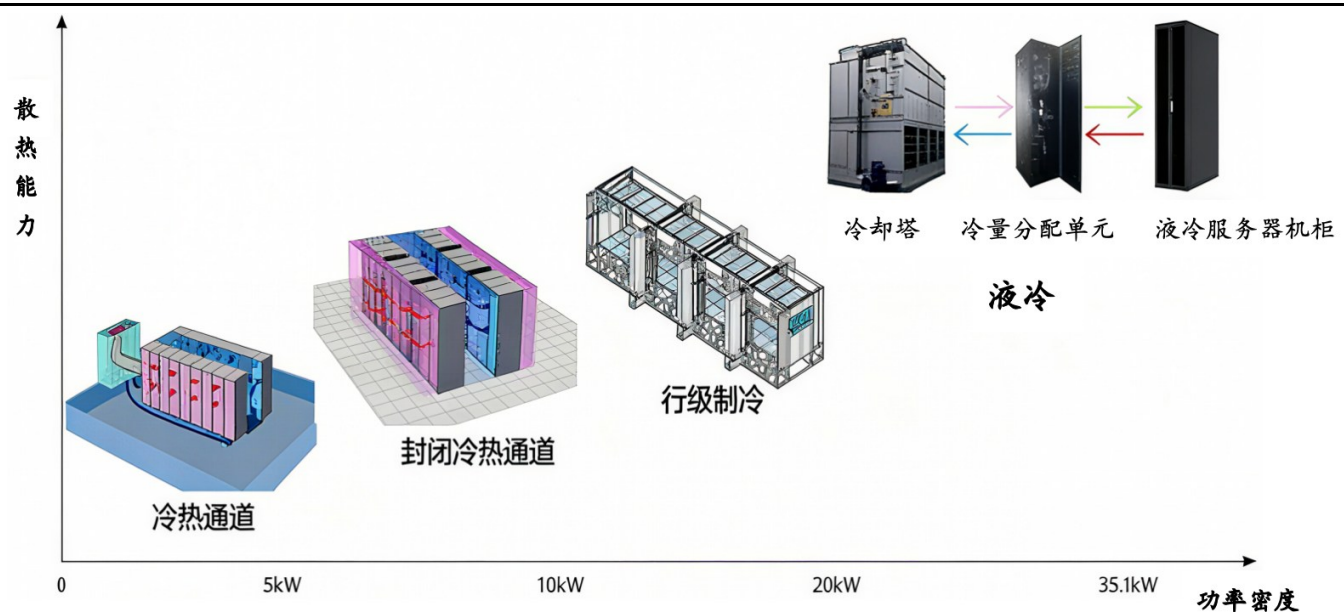 散热能力
冷却塔
冷量分配单元
液冷服务器机柜
液冷
行级制冷
封闭冷热通道
冷热通道
0
5kW
10kW
20kW
35.1kW
功率密度